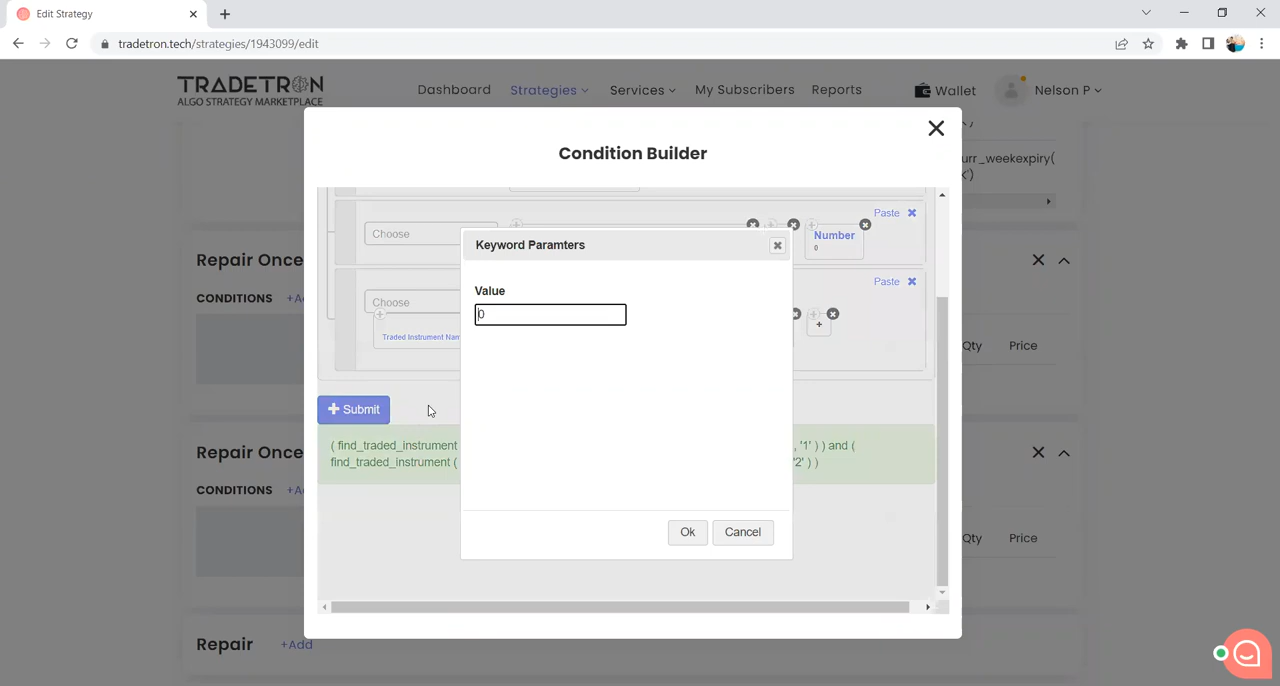 Edit Strategy
tradetron.tech/strategies/1943099/edit
TRADETRON
ALGO STRATEGY MARKETPLACE
Dashboard
Strategies
Services
My Subscribers
Reports
Wallet
Nelson P
Condition Builder
urr_weekexpiry(
Choose
Paste
Number
0
Keyword Paramters
Value
0
Repair Once
CONDITIONS
Choose
Paste
Traded Instrument Nam
+
Qty
Price
Submit
( find_traded_instrument
, '1' ) ) and (
find_traded_instrument (
'2' ) )
Repair Once
CONDITIONS
Ok
Cancel
Qty
Price
Repair
+Add